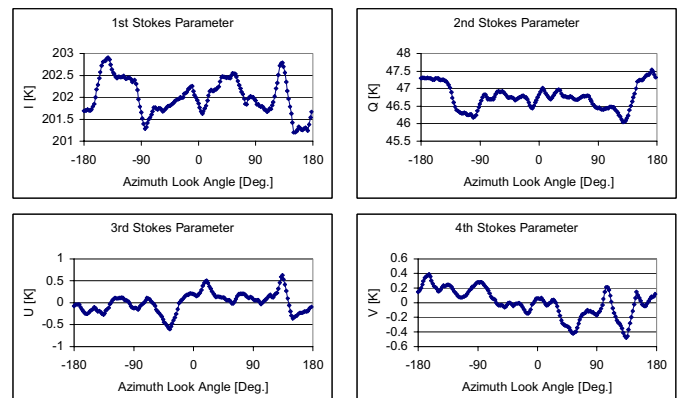 1st Stokes Parameter
203
202.5
202
201.5
201
I [K]
-180 -90 0 90 180
Azimuth Look Angle [Deg.]
2nd Stokes Parameter
48
47.5
47
46.5
46
45.5
Q [K]
-180 -90 0 90 180
Azimuth Look Angle [Deg.]
3rd Stokes Parameter
1
0.5
0
-0.5
-1
U [K]
-180 -90 0 90 180
Azimuth Look Angle [Deg.]
4th Stokes Parameter
0.6
0.4
0.2
0
-0.2
-0.4
-0.6
V [K]
-180 -90 0 90 180
Azimuth Look Angle [Deg.]